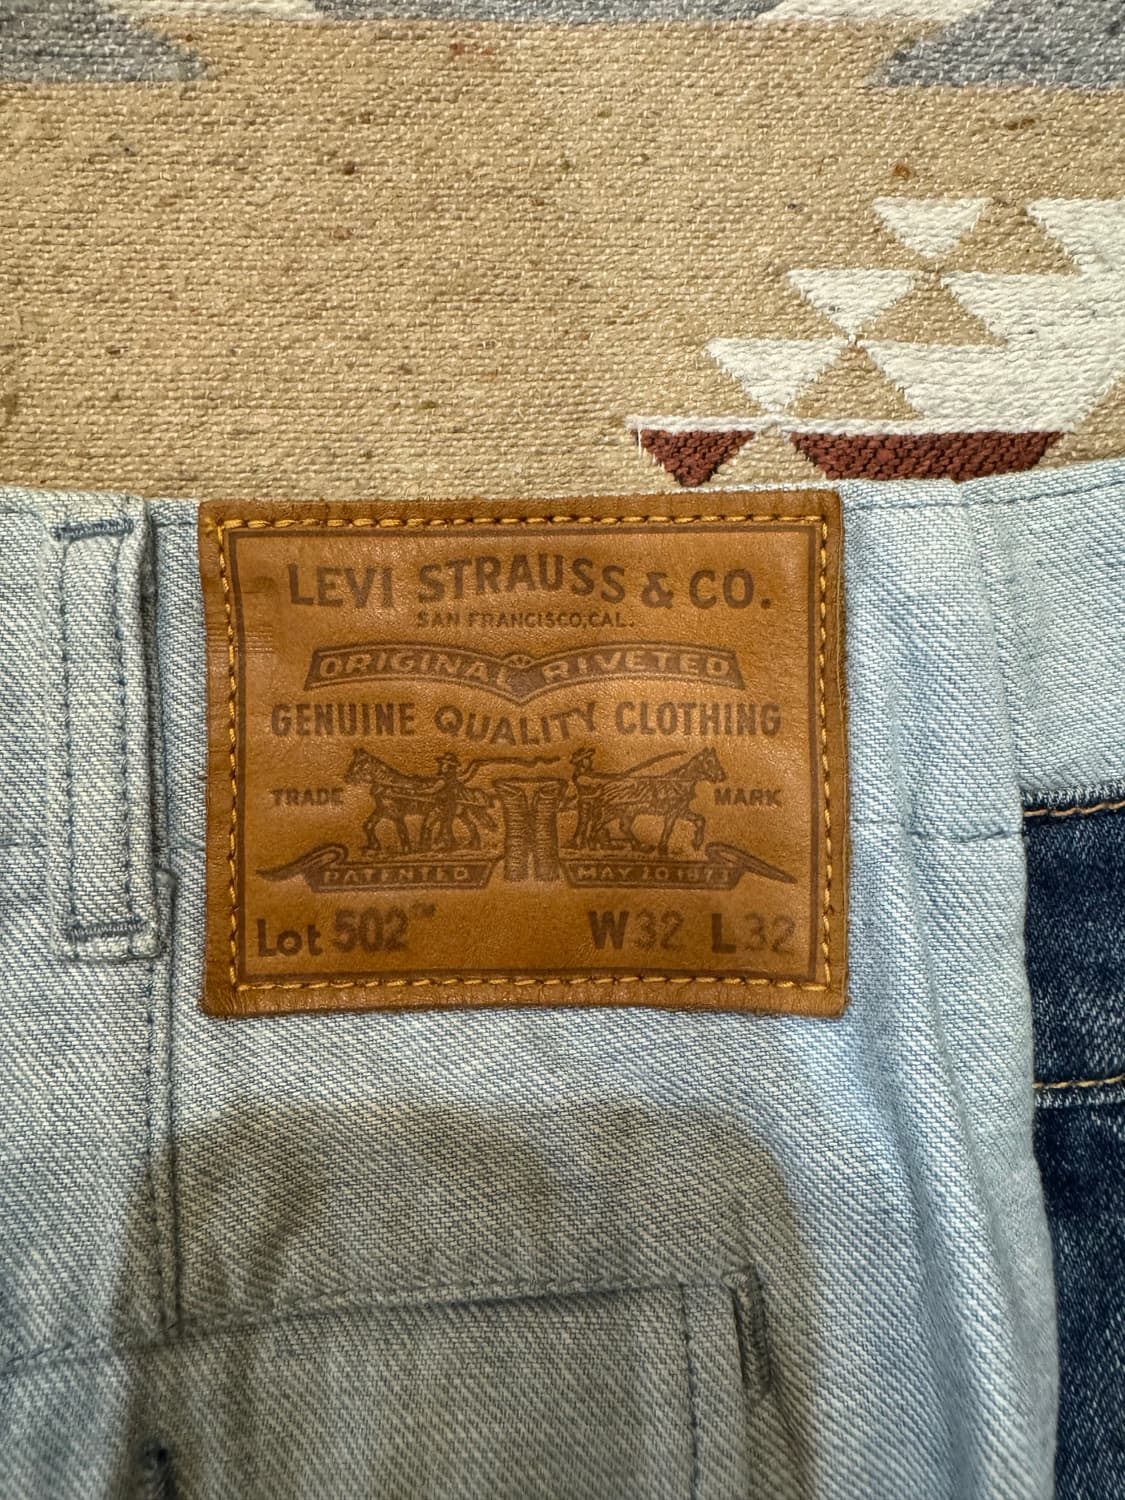 LEVI STRAUSS & CO.
SAN FRANCISCO, CAL.
ORIGINAL RIVETED
GENUINE QUALITY CLOTHING
TRADE MARK
PATENTED MAY 20 1873
Lot 502™ W32 L32